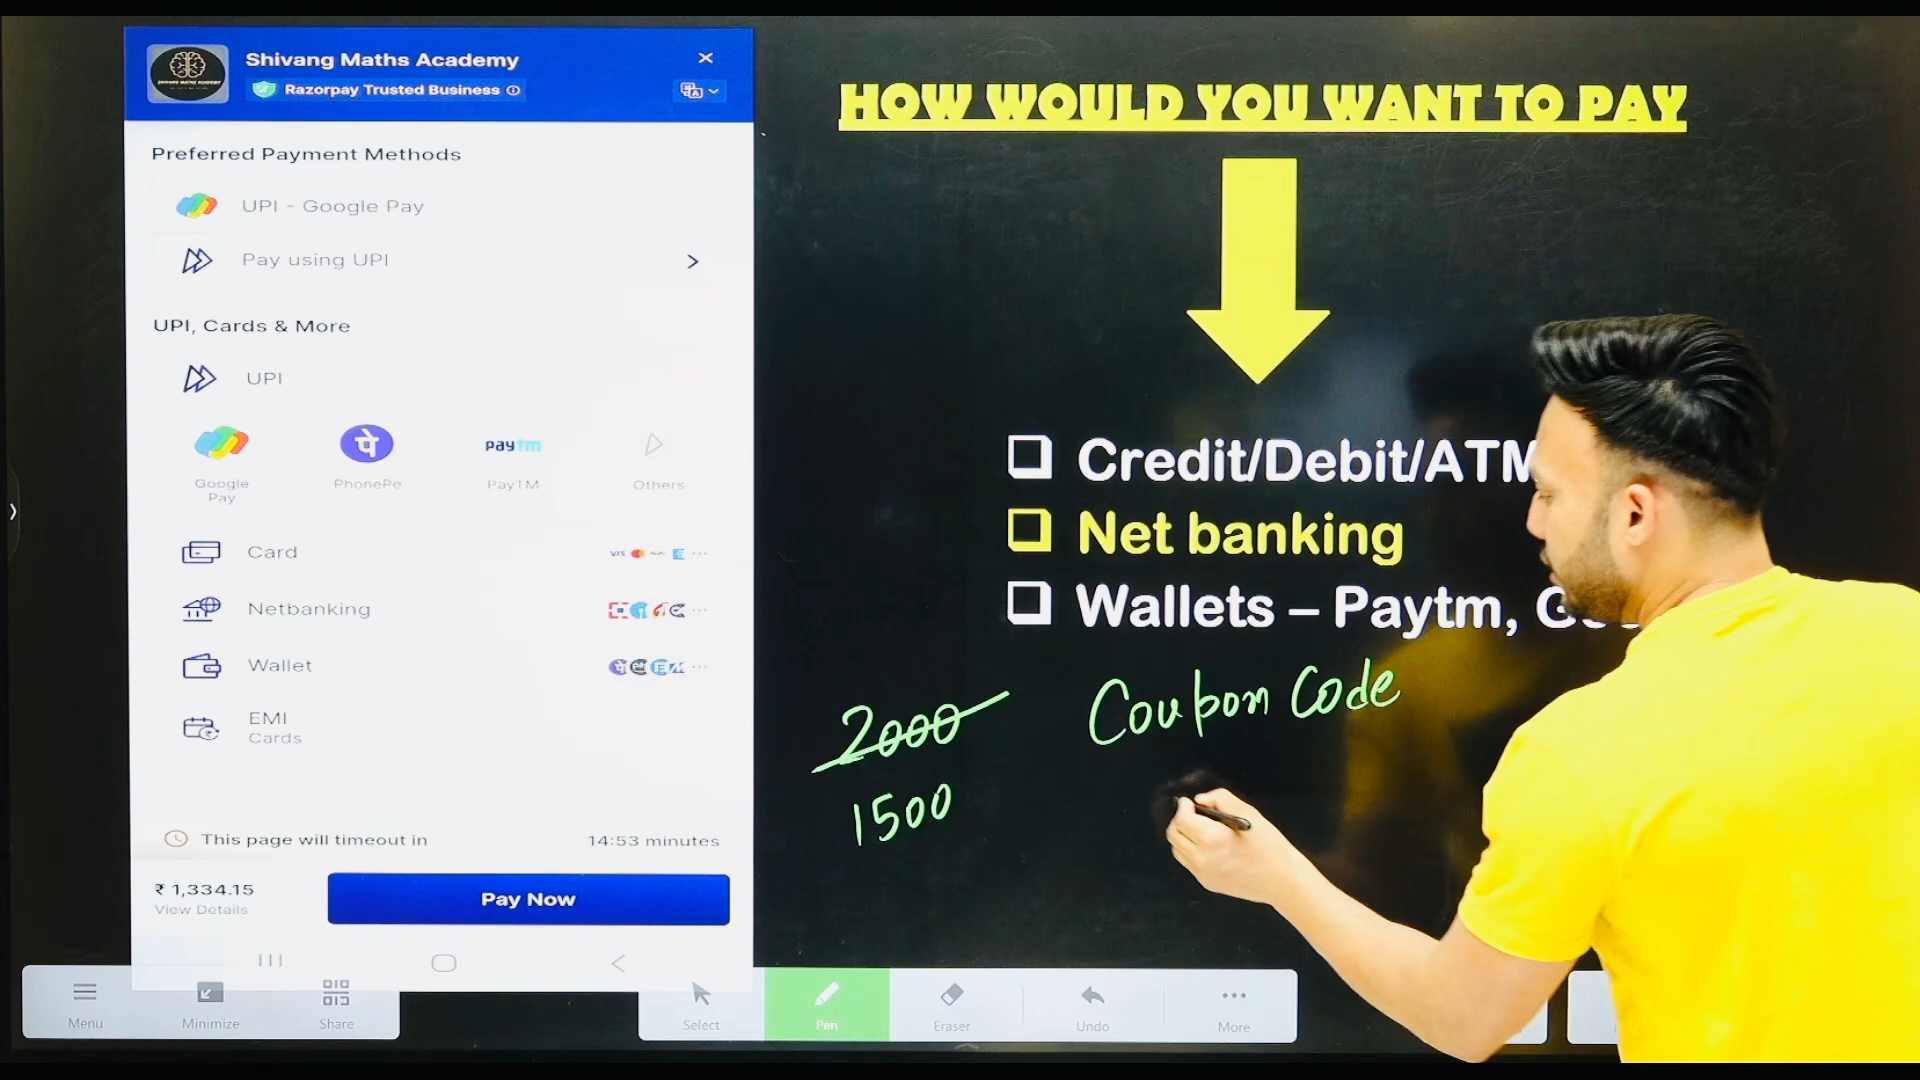 Shivang Maths Academy
Razorpay Trusted Business
Preferred Payment Methods
UPI - Google Pay
Pay using UPI
UPI, Cards & More
UPI
Google Pay
PhonePe
paytm
PayTM
Others
Card
Netbanking
Wallet
EMI
Cards
This page will timeout in 14:53 minutes
₹ 1,334.15
View Details
Pay Now
HOW WOULD YOU WANT TO PAY
Credit/Debit/ATM
Net banking
Wallets – Paytm,
2000
1500
Coupon Code
Menu
Minimize
Share
Select
Pen
Eraser
Undo
More